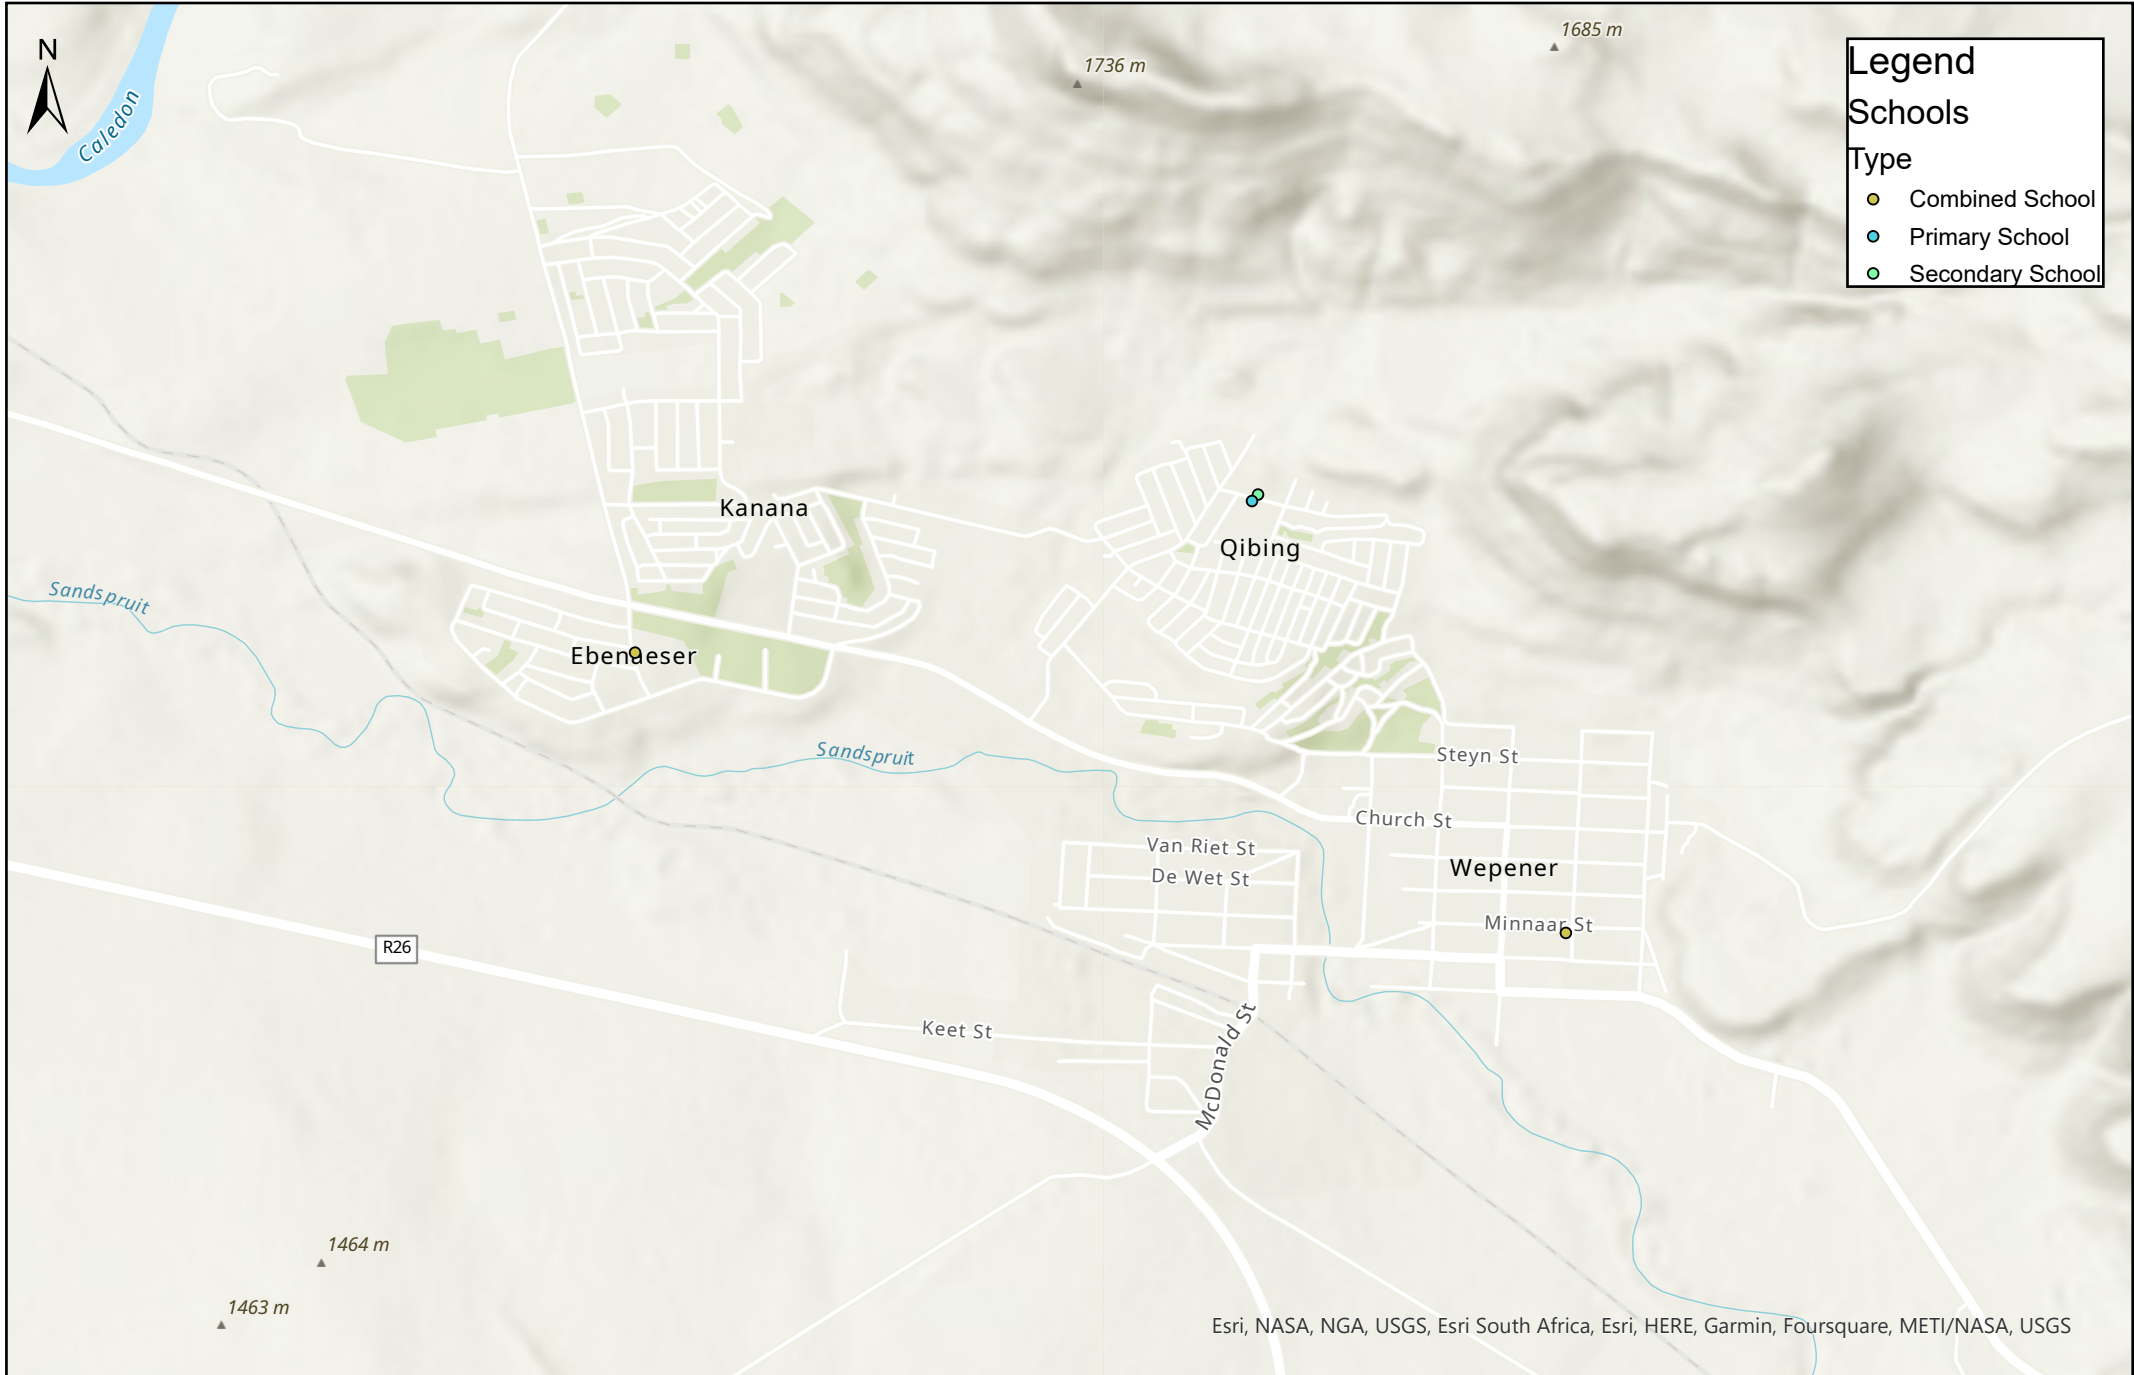 1685 m
N
1736 m
Legend
Schools
Type
Combined School
Primary School
Secondary School
Caledon
Kanana
Qibing
Sandspruit
Ebenaeser
Sandspruit
Steyn St
Church St
Van Riet St
De Wet St
Wepener
Minnaar St
R26
Keet St
McDonald St
1464 m
1463 m
Esri, NASA, NGA, USGS, Esri South Africa, Esri, HERE, Garmin, Foursquare, METI/NASA, USGS